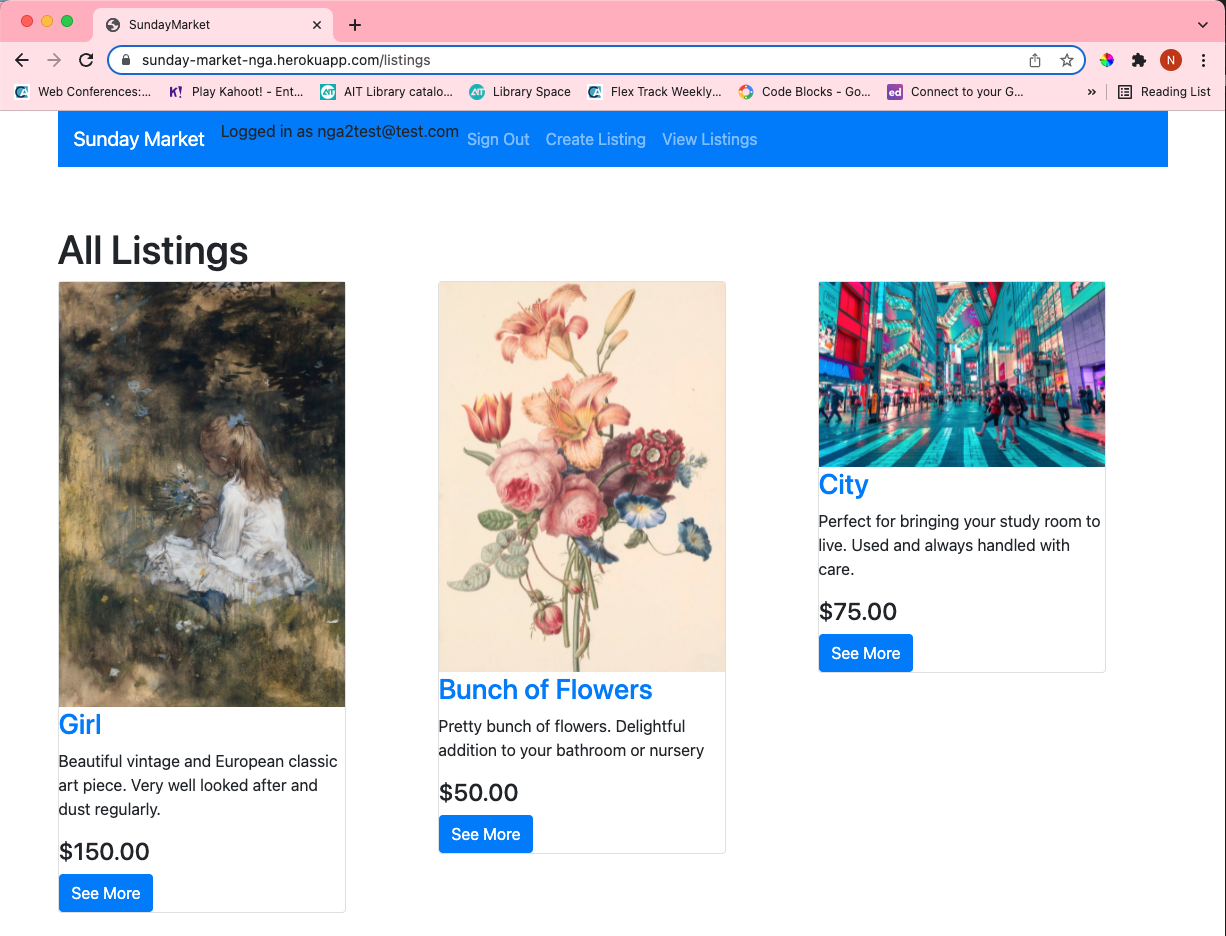 SundayMarket
sunday-market-nga.herokuapp.com/listings
N
Web Conferences:...
K! Play Kahoot! - Ent...
AIT AIT Library catalo...
AIT Library Space
Flex Track Weekly...
Code Blocks - Go...
ed Connect to your G...
»
Reading List
Sunday Market
Logged in as nga2test@test.com
Sign Out
Create Listing
View Listings
All Listings
Girl
Beautiful vintage and European classic
art piece. Very well looked after and
dust regularly.
$150.00
See More
Bunch of Flowers
Pretty bunch of flowers. Delightful
addition to your bathroom or nursery
$50.00
See More
City
Perfect for bringing your study room to
live. Used and always handled with
care.
$75.00
See More